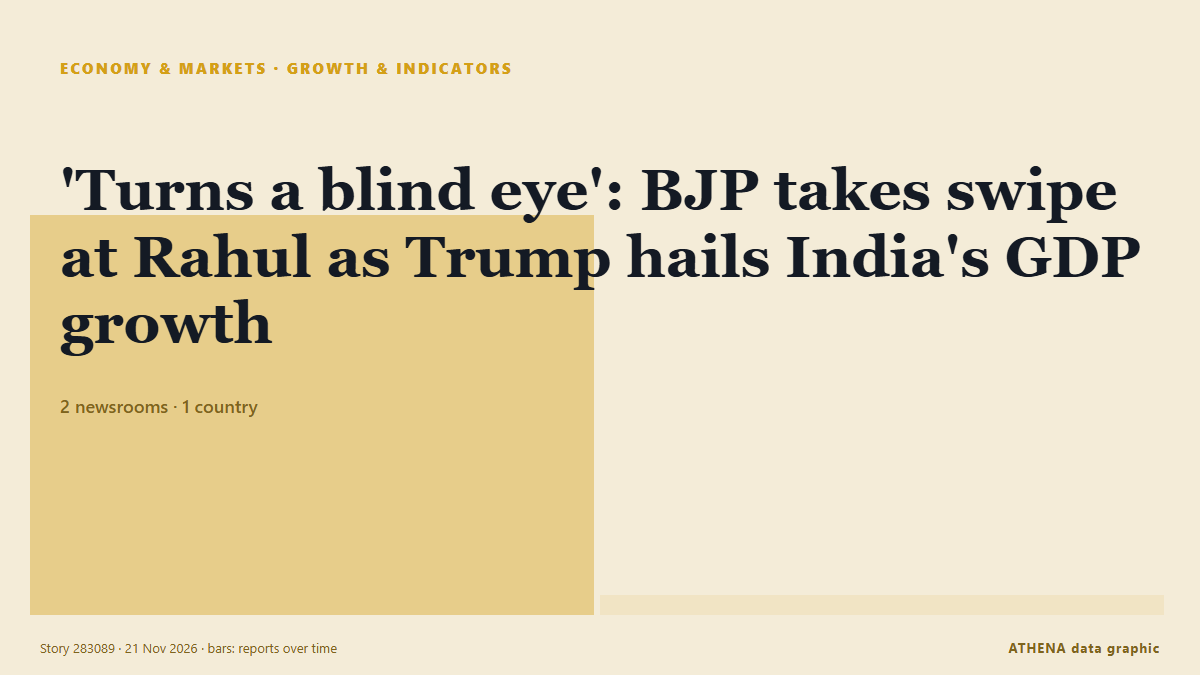 ECONOMY & MARKETS · GROWTH & INDICATORS
'Turns a blind eye': BJP takes swipe
at Rahul as Trump hails India's GDP
growth
2 newsrooms · 1 country
Story 283089 · 21 Nov 2026 · bars: reports over time
ATHENA data graphic